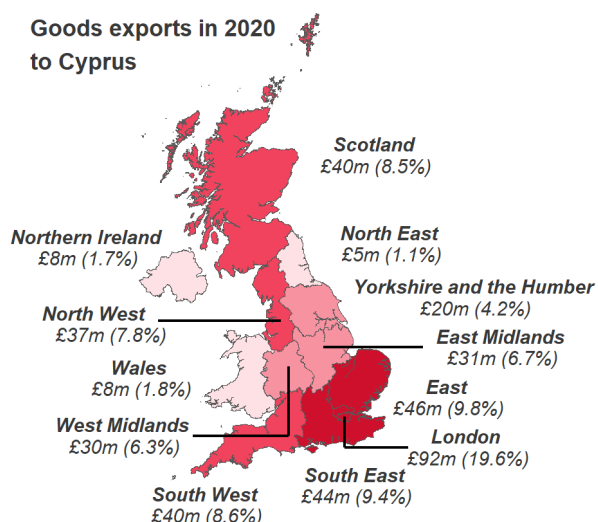 Goods exports in 2020
to Cyprus
Scotland
£40m (8.5%)
Northern Ireland
£8m (1.7%)
North East
£5m (1.1%)
Yorkshire and the Humber
£20m (4.2%)
North West
£37m (7.8%)
East Midlands
£31m (6.7%)
Wales
£8m (1.8%)
East
£46m (9.8%)
West Midlands
£30m (6.3%)
London
£92m (19.6%)
South East
£44m (9.4%)
South West
£40m (8.6%)